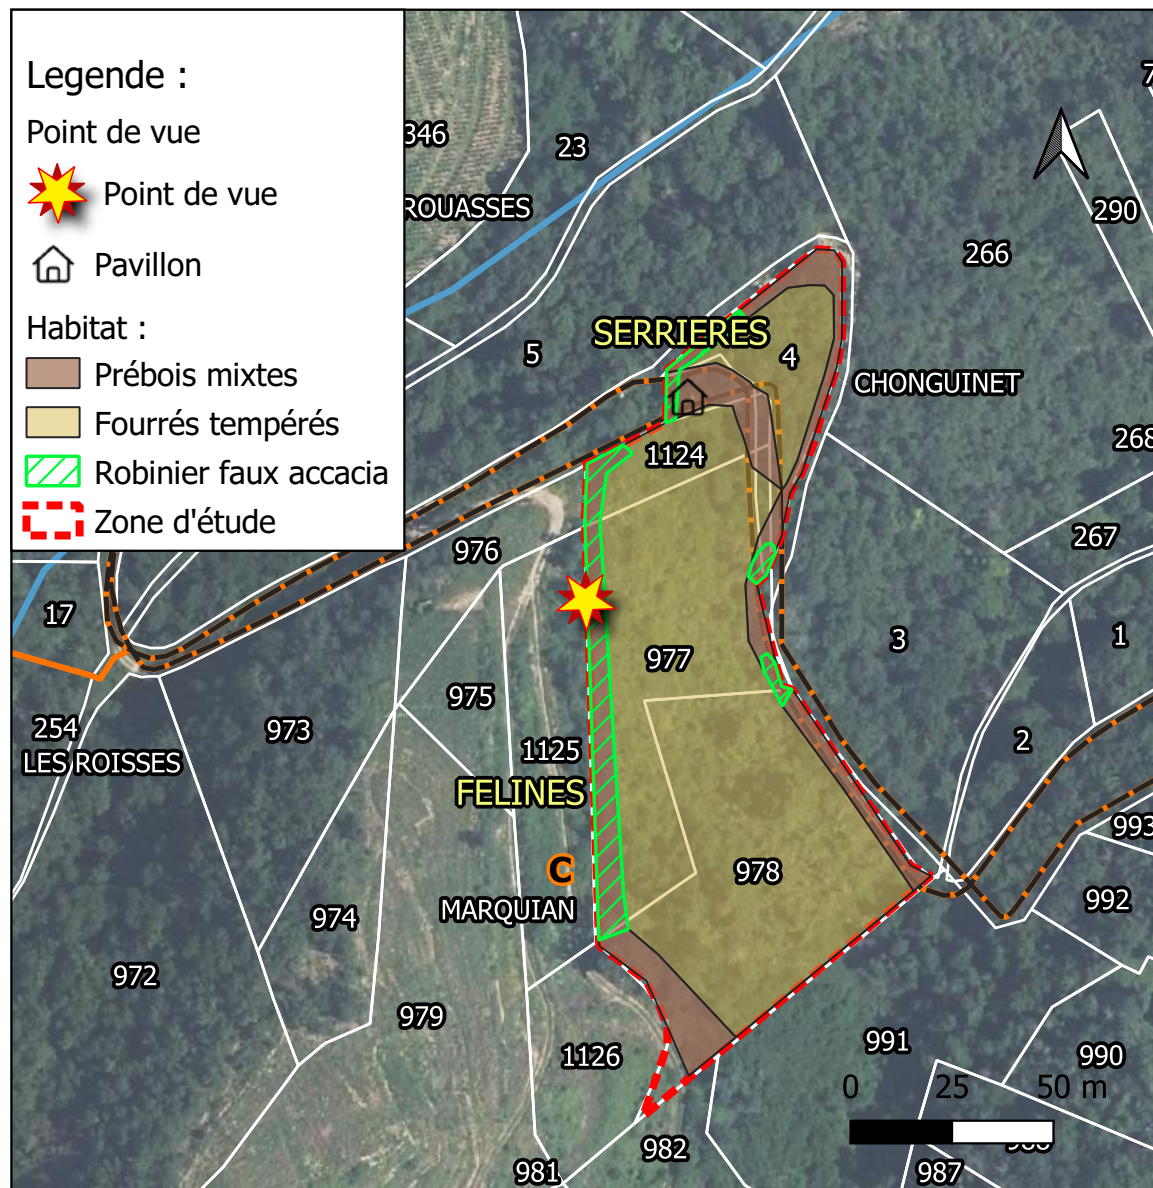 Legende :
Point de vue
Point de vue
Pavillon
Habitat :
Prébois mixtes
Fourrés tempérés
Robinier faux accacia
Zone d'étude
346
23
ROUASSES
290
266
5
SERRIERES
4
CHONGUINET
268
1124
976
267
17
3
1
977
975
254
973
LES ROISSES
1125
2
FELINES
993
C
978
MARQUIAN
974
992
972
979
1126
991
990
0 25 50 m
982
981
987